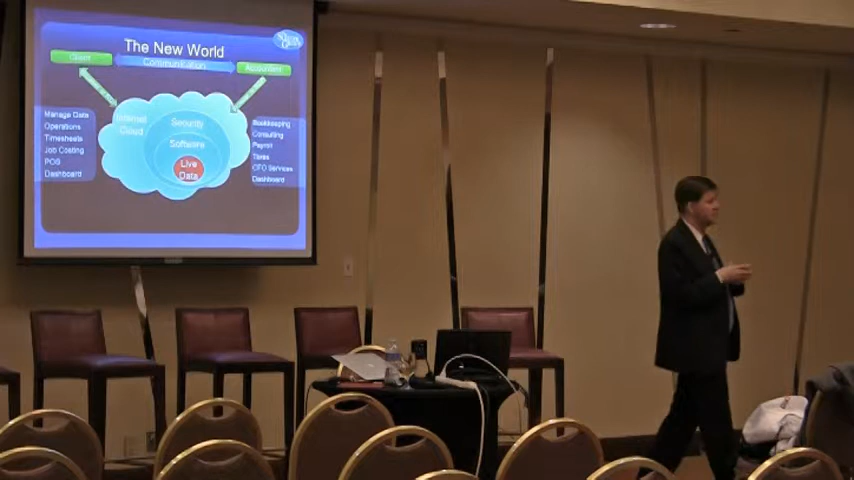 The New World
Client
Communication
Accountant
Internet
Cloud
Security
Software
Live
Data
Manage Data
Operations
Timesheets
Job Costing
POS
Dashboard
Bookkeeping
Consulting
Payroll
Taxes
CFO Services
Dashboard